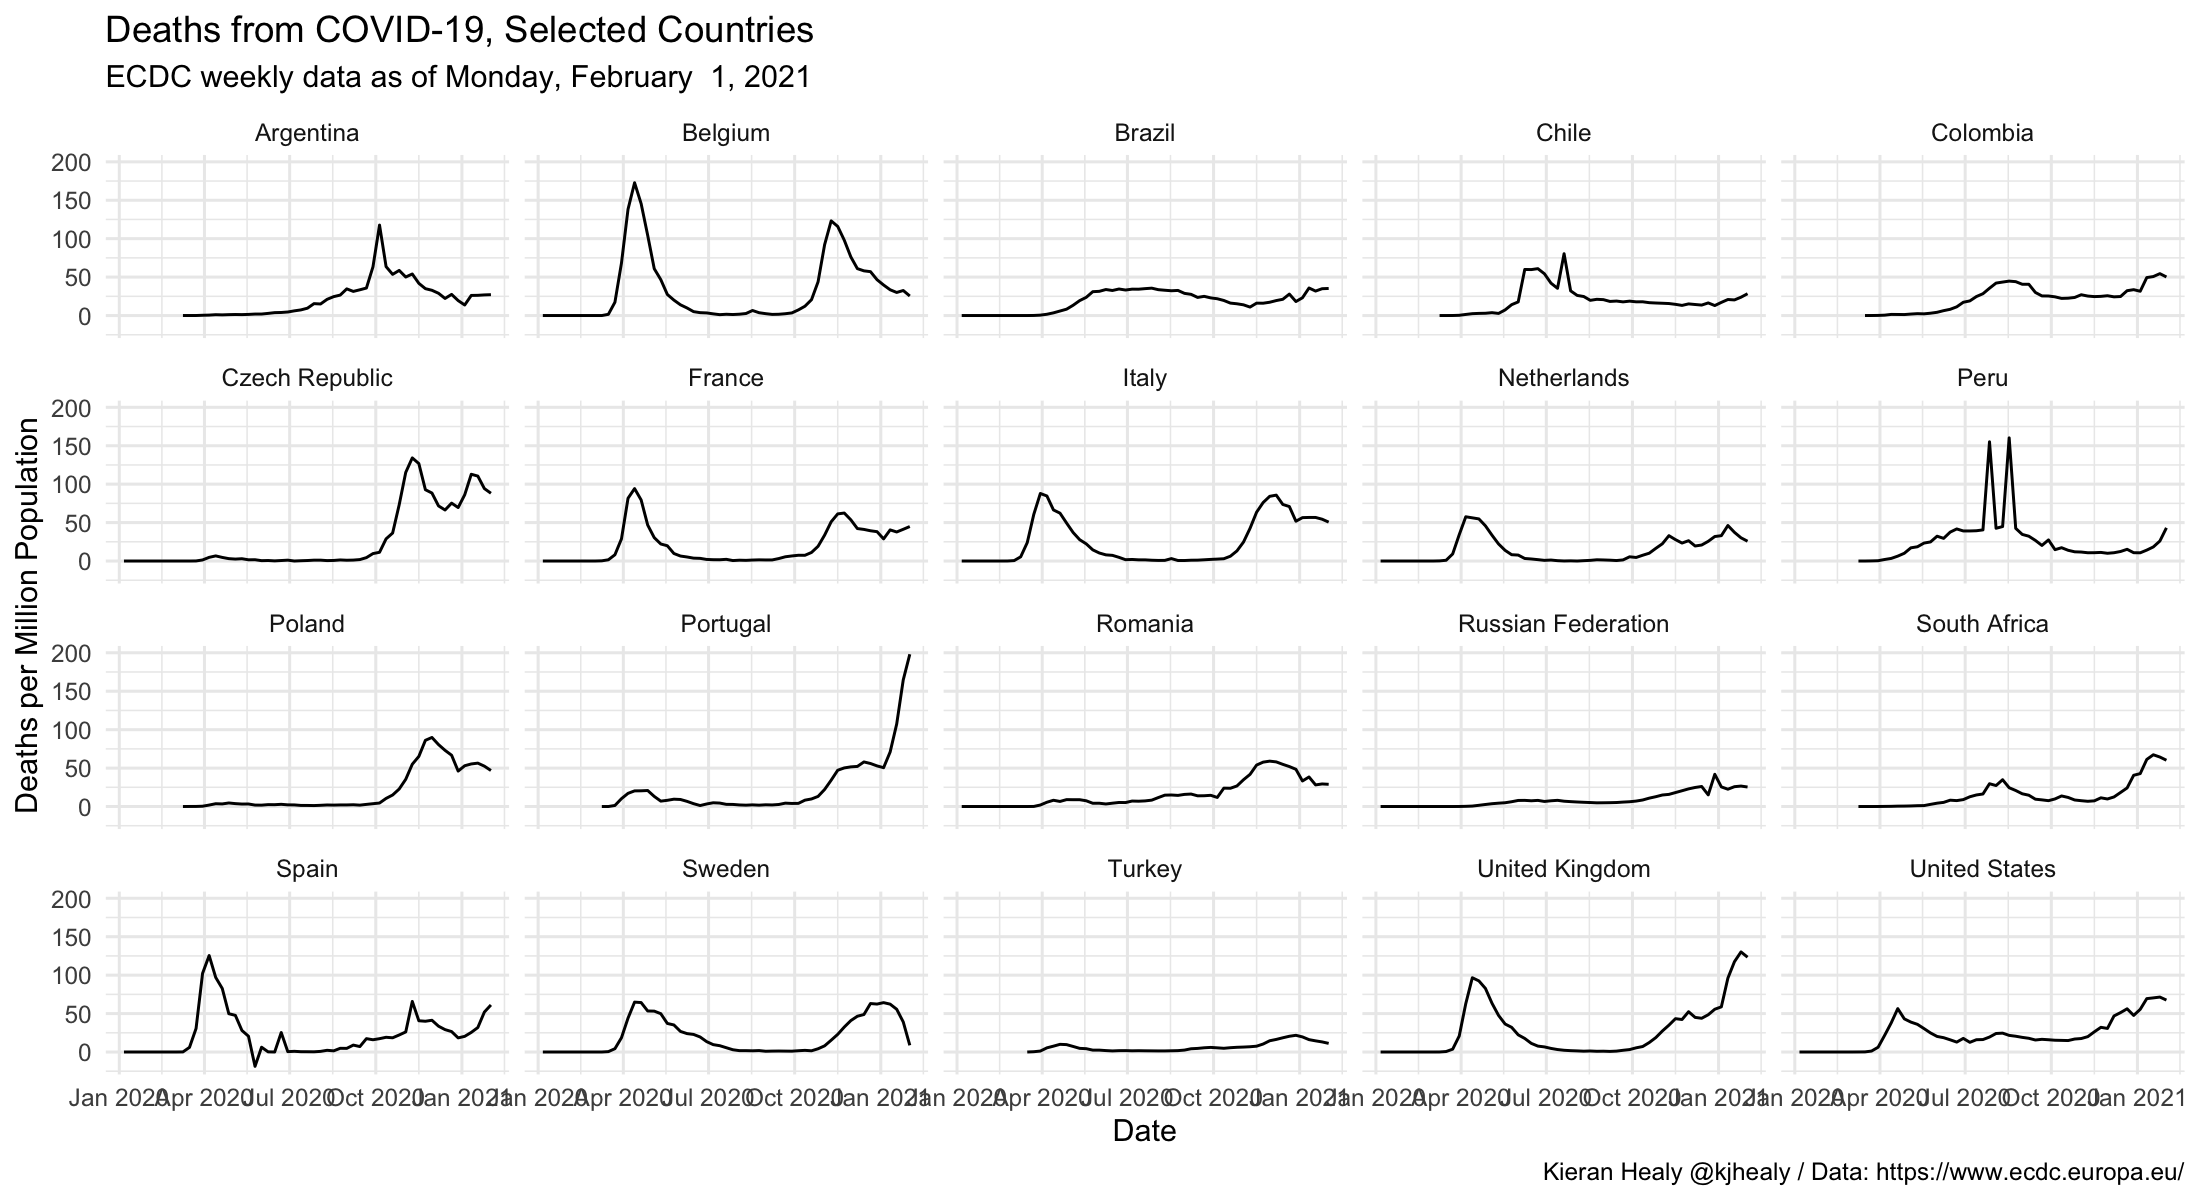 Deaths from COVID-19, Selected Countries
ECDC weekly data as of Monday, February  1, 2021
Argentina Belgium Brazil Chile Colombia
200
150
100
50
0
Czech Republic France Italy Netherlands Peru
200
150
100
50
0
Poland Portugal Romania Russian Federation South Africa
200
150
100
50
0
Spain Sweden Turkey United Kingdom United States
200
150
100
50
0
Deaths per Million Population
Jan 2020 Apr 2020 Jul 2020 Oct 2020 Jan 2021 Jan 2020 Apr 2020 Jul 2020 Oct 2020 Jan 2021 Jan 2020 Apr 2020 Jul 2020 Oct 2020 Jan 2021 Jan 2020 Apr 2020 Jul 2020 Oct 2020 Jan 2021 Jan 2020 Apr 2020 Jul 2020 Oct 2020 Jan 2021
Date
Kieran Healy @kjhealy / Data: https://www.ecdc.europa.eu/